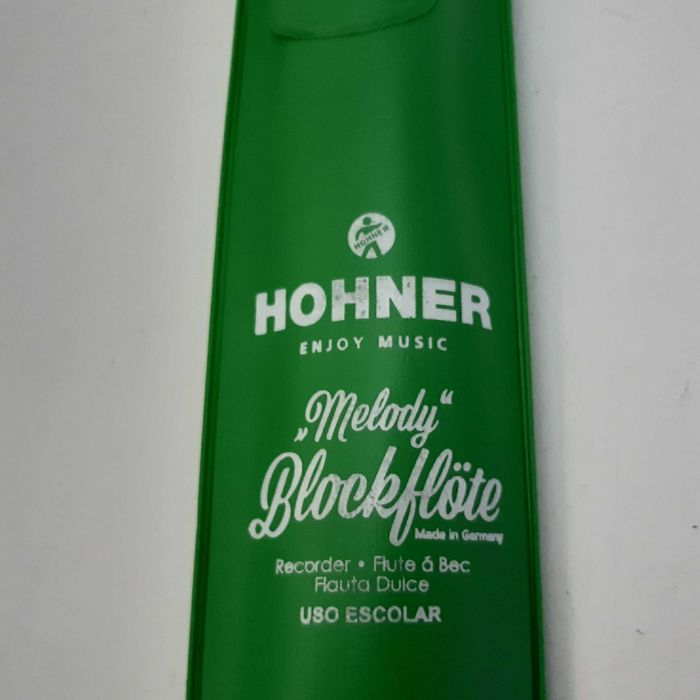 HOHNER
HOHNER
ENJOY MUSIC
„Melody“
Blockflöte
Made in Germany
Recorder • Flute á Bec
Flauta Dulce
USO ESCOLAR